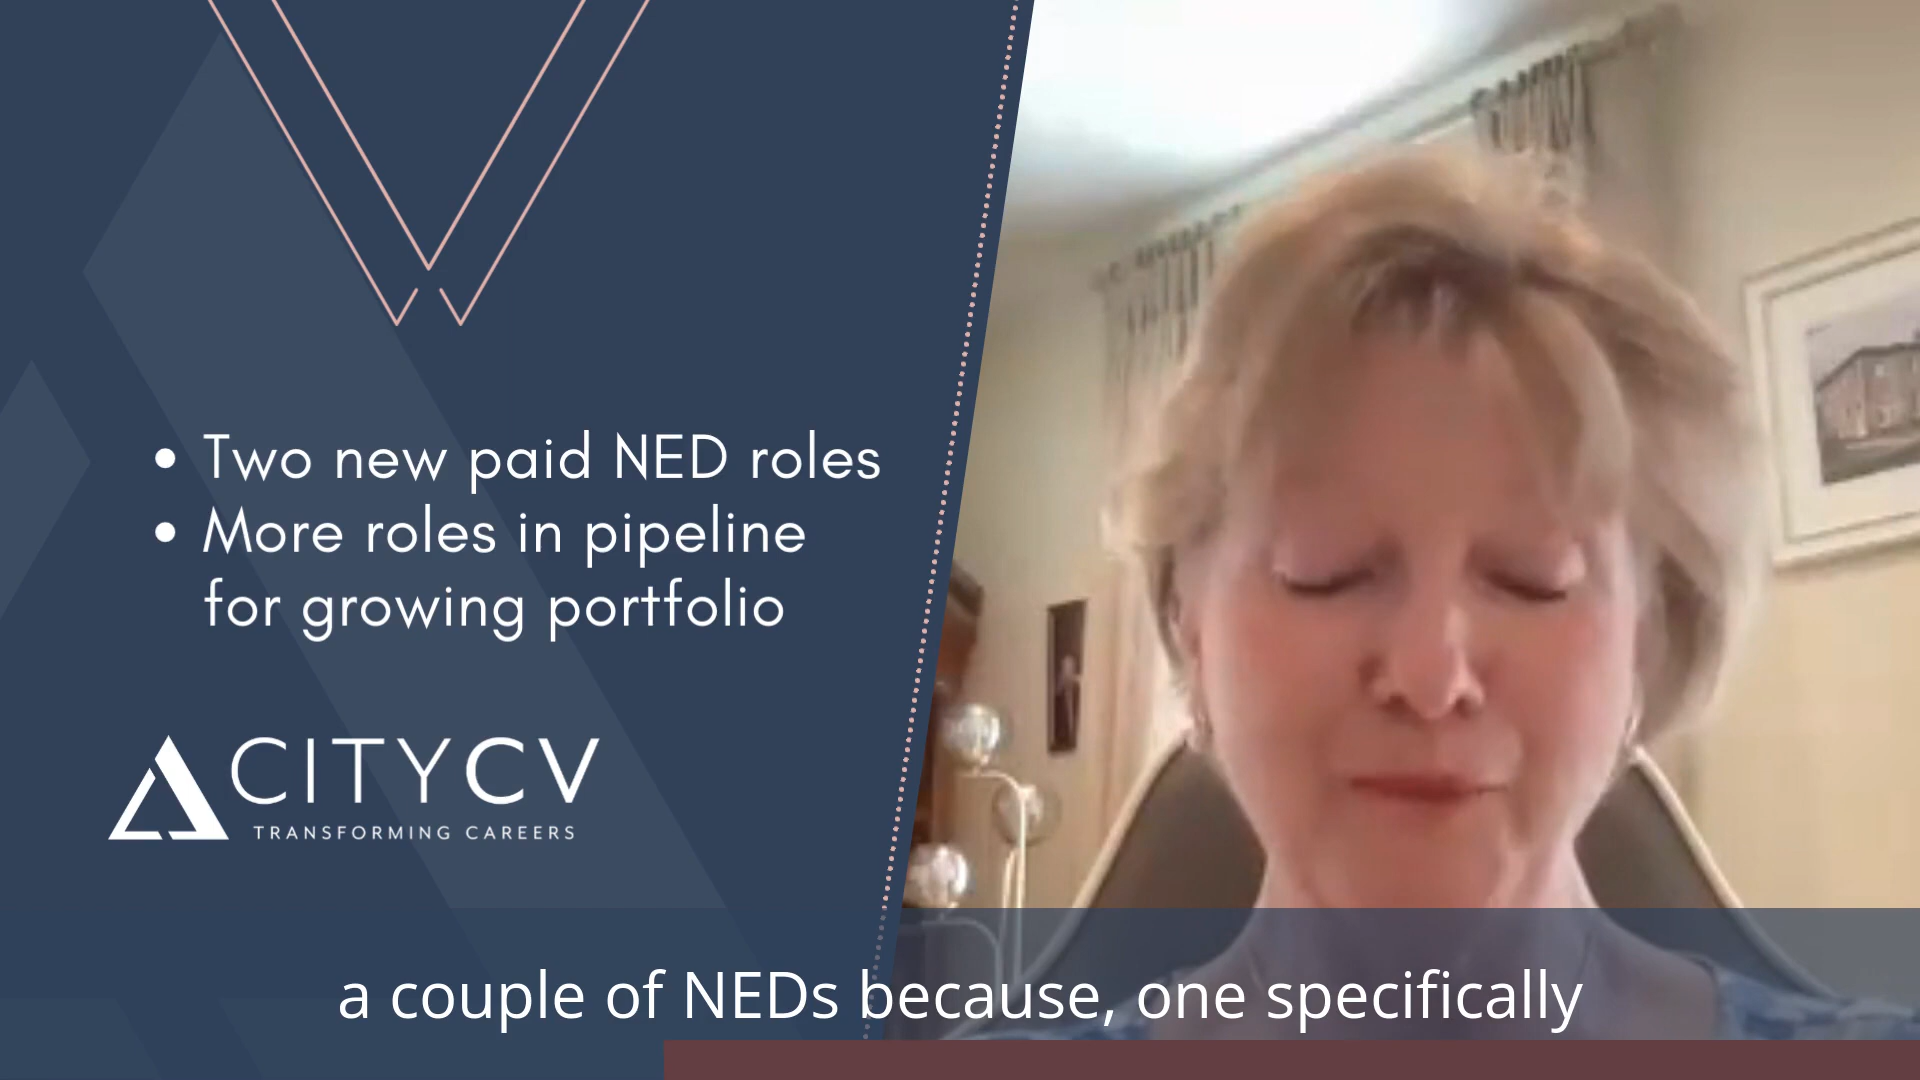 • Two new paid NED roles
• More roles in pipeline
for growing portfolio
CITYCV
TRANSFORMING CAREERS
a couple of NEDs because, one specifically